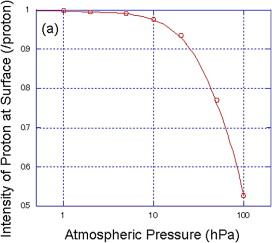 Intensity of Proton at Surface (/proton)
(a)
1
0.9
0.8
0.7
0.6
0.5
1 10 100
Atmospheric Pressure (hPa)